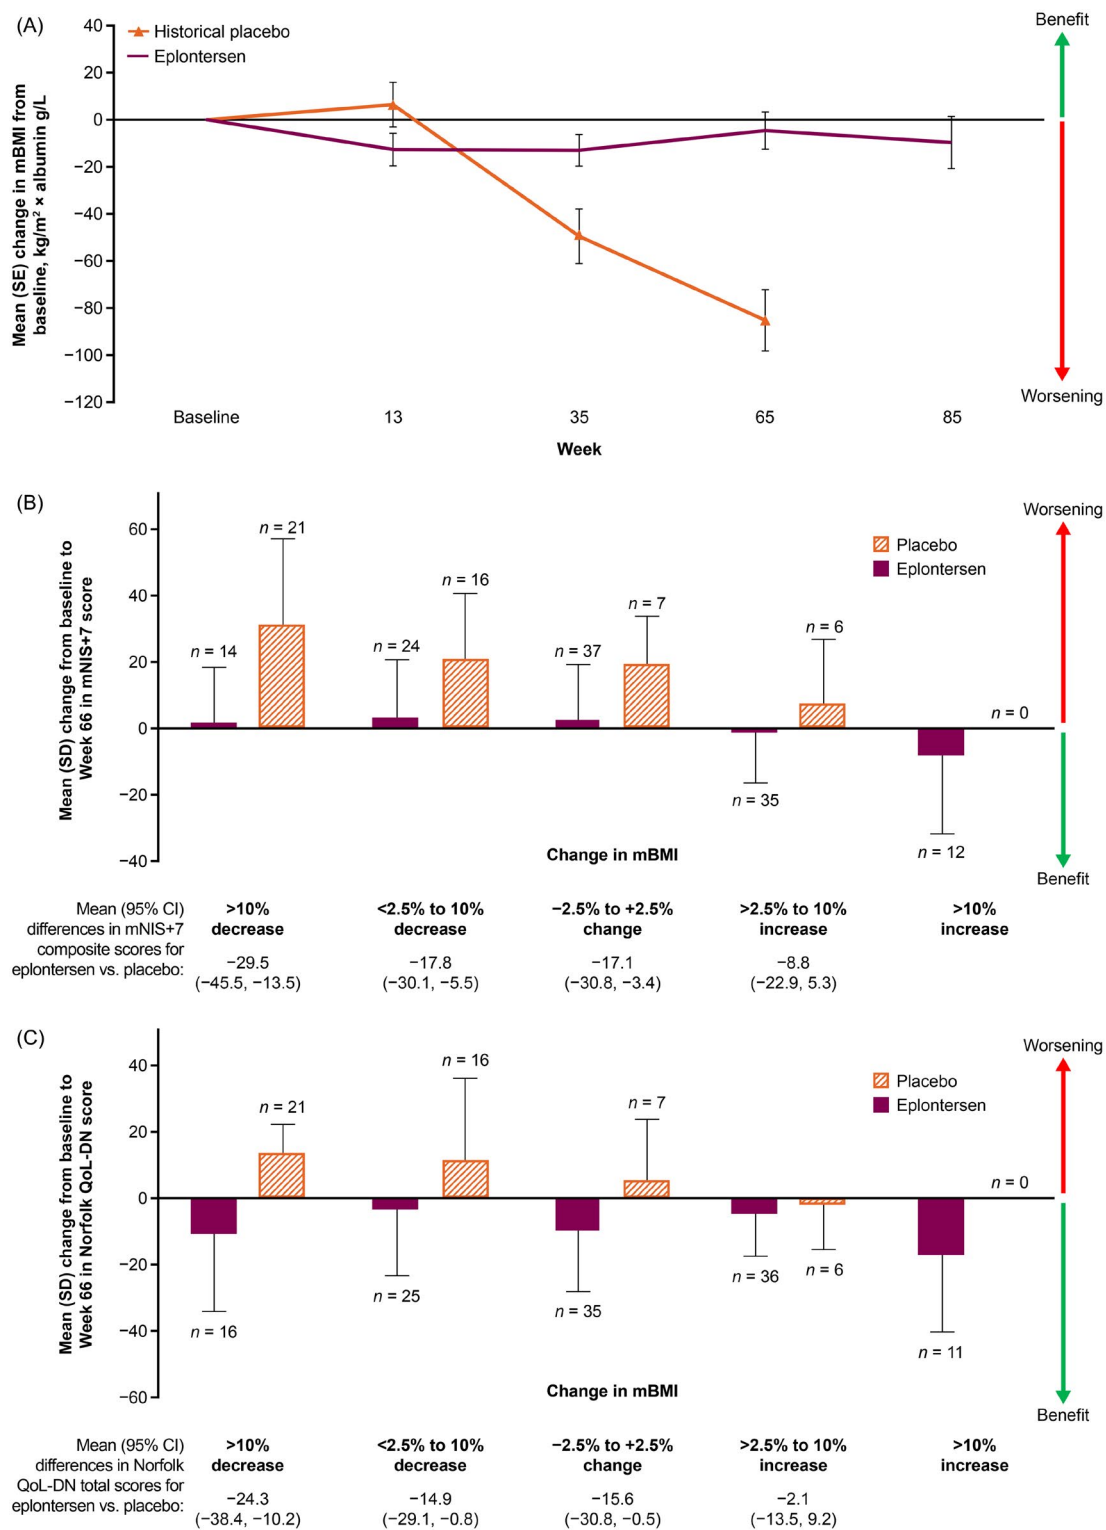 (A)
Benefit
Historical placebo
Eplontersen
Mean (SE) change in mBMI from
baseline, kg/m² × albumin g/L
40
20
0
−20
−40
−60
−80
−100
−120
Worsening
Baseline
13
35
65
85
Week
(B)
Worsening
Mean (SD) change from baseline to
Week 66 in mNIS+7 score
60
40
20
0
−20
−40
Placebo
Eplontersen
n = 14
n = 21
n = 24
n = 16
n = 37
n = 7
n = 35
n = 6
n = 12
n = 0
Change in mBMI
Benefit
Mean (95% CI)
differences in mNIS+7
composite scores for
eplontersen vs. placebo:
>10%
decrease
−29.5
(−45.5, −13.5)
<2.5% to 10%
decrease
−17.8
(−30.1, −5.5)
−2.5% to +2.5%
change
−17.1
(−30.8, −3.4)
>2.5% to 10%
increase
−8.8
(−22.9, 5.3)
>10%
increase
(C)
Worsening
Mean (SD) change from baseline to
Week 66 in Norfolk QoL-DN score
40
20
0
−20
−40
−60
Placebo
Eplontersen
n = 16
n = 21
n = 25
n = 16
n = 35
n = 7
n = 36
n = 6
n = 11
n = 0
Change in mBMI
Benefit
Mean (95% CI)
differences in Norfolk
QoL-DN total scores for
eplontersen vs. placebo:
>10%
decrease
−24.3
(−38.4, −10.2)
<2.5% to 10%
decrease
−14.9
(−29.1, −0.8)
−2.5% to +2.5%
change
−15.6
(−30.8, −0.5)
>2.5% to 10%
increase
−2.1
(−13.5, 9.2)
>10%
increase